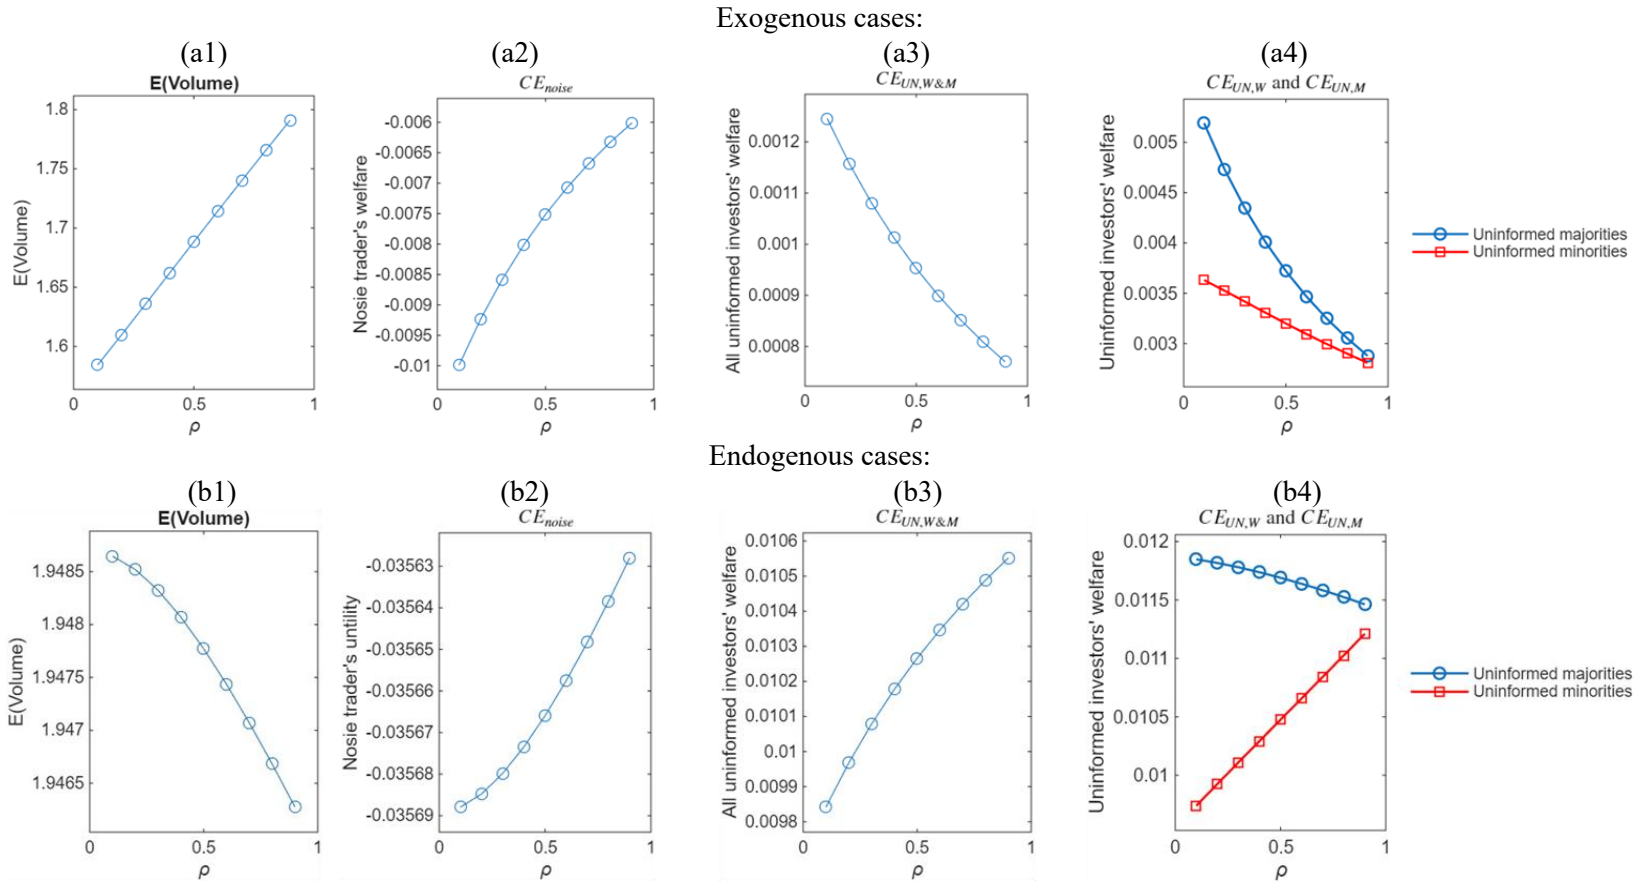 Exogenous cases:
(a1)
E(Volume)
E(Volume)
1.8
1.75
1.7
1.65
1.6
0
0.5
1
ρ
(a2)
CE_noise
Nosie trader's welfare
-0.006
-0.0065
-0.007
-0.0075
-0.008
-0.0085
-0.009
-0.0095
-0.01
0
0.5
1
ρ
(a3)
CE_UN,W&M
All uninformed investors' welfare
0.0012
0.0011
0.001
0.0009
0.0008
0
0.5
1
ρ
(a4)
CE_UN,W and CE_UN,M
Uninformed investors' welfare
0.005
0.0045
0.004
0.0035
0.003
0
0.5
1
ρ
Uninformed majorities
Uninformed minorities
Endogenous cases:
(b1)
E(Volume)
E(Volume)
1.9485
1.948
1.9475
1.947
1.9465
0
0.5
1
ρ
(b2)
CE_noise
Nosie trader's untility
-0.03563
-0.03564
-0.03565
-0.03566
-0.03567
-0.03568
-0.03569
0
0.5
1
ρ
(b3)
CE_UN,W&M
All uninformed investors' welfare
0.0106
0.0105
0.0104
0.0103
0.0102
0.0101
0.01
0.0099
0.0098
0
0.5
1
ρ
(b4)
CE_UN,W and CE_UN,M
Uninformed investors' welfare
0.012
0.0115
0.011
0.0105
0.01
0
0.5
1
ρ
Uninformed majorities
Uninformed minorities